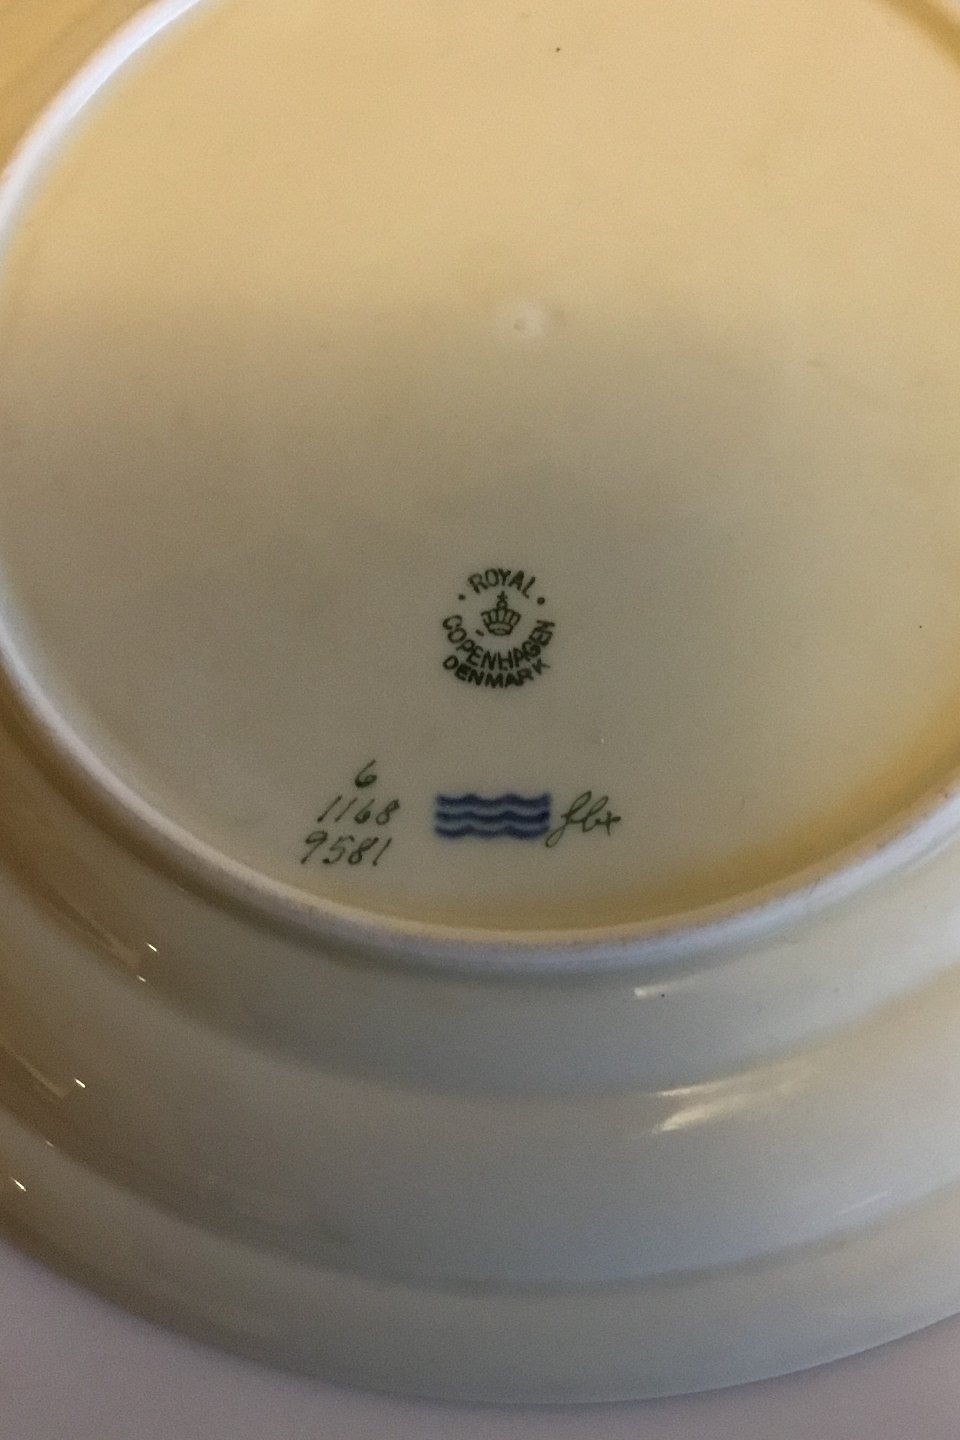 · ROYAL ·
COPENHAGEN
DENMARK
6
1168
9581